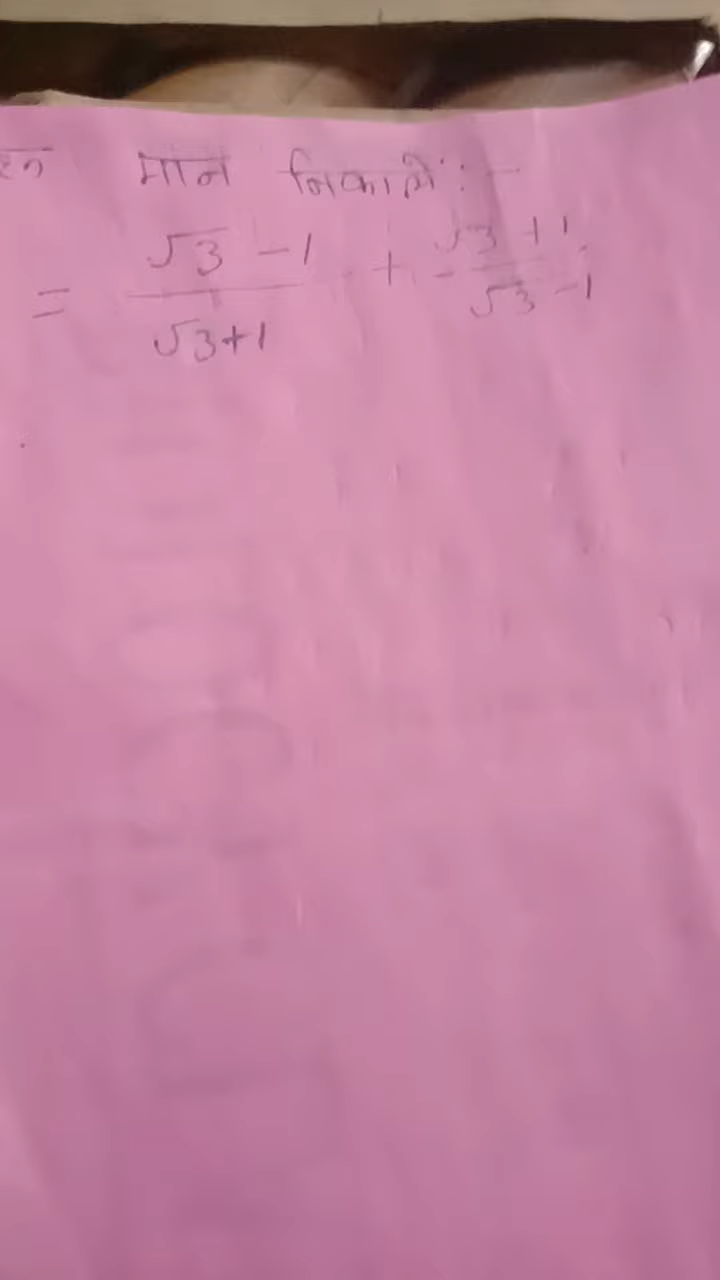 मान निकाले :-
= √3 - 1 / √3 + 1 + √3 + 1 / √3 - 1